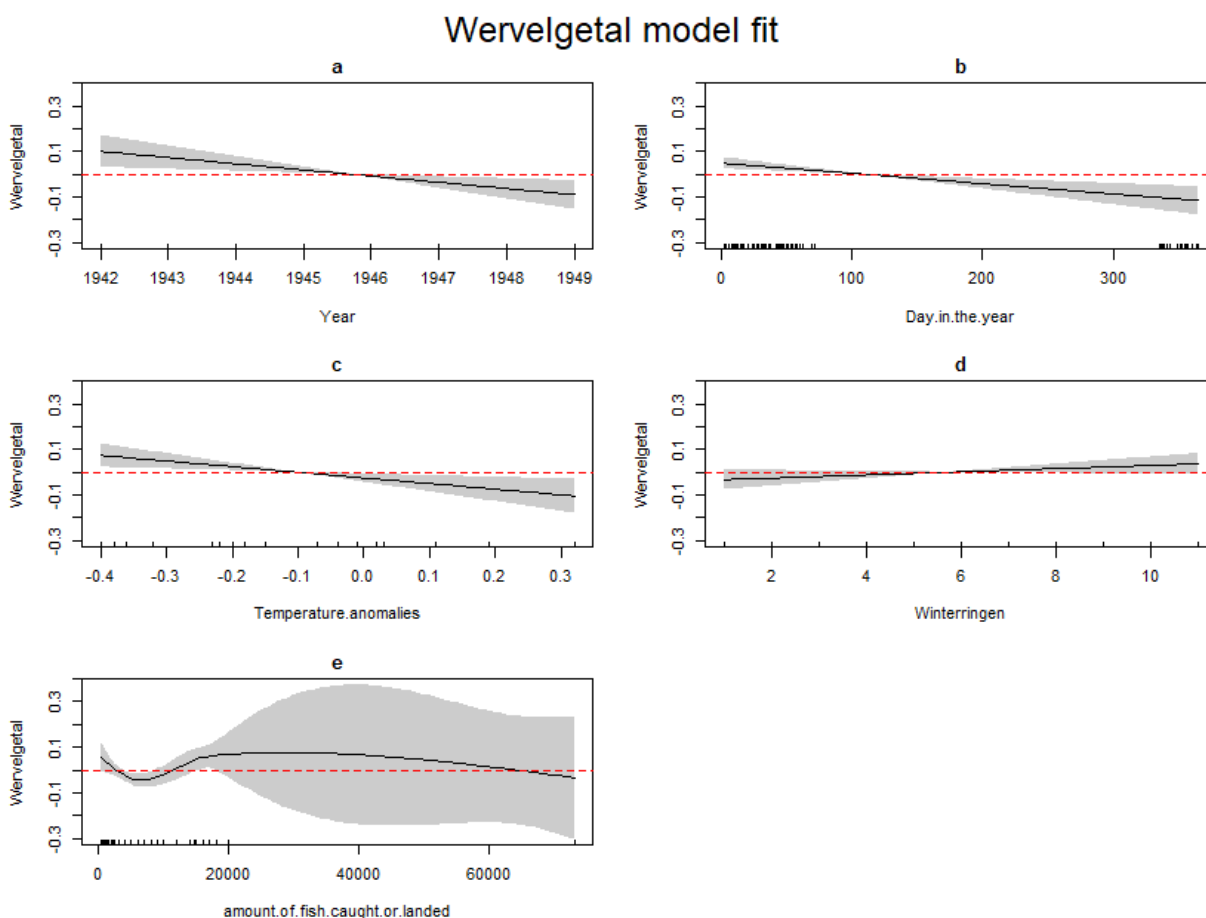 Wervelgetal model fit
a
Wervelgetal
0.3
0.1
-0.1
-0.3
1942 1943 1944 1945 1946 1947 1948 1949
Year
b
Wervelgetal
0.3
0.1
-0.1
-0.3
0 100 200 300
Day.in.the.year
c
Wervelgetal
0.3
0.1
-0.1
-0.3
-0.4 -0.3 -0.2 -0.1 0.0 0.1 0.2 0.3
Temperature.anomalies
d
Wervelgetal
0.3
0.1
-0.1
-0.3
2 4 6 8 10
Winterringen
e
Wervelgetal
0.3
0.1
-0.1
-0.3
0 20000 40000 60000
amount.of.fish.caught.or.landed